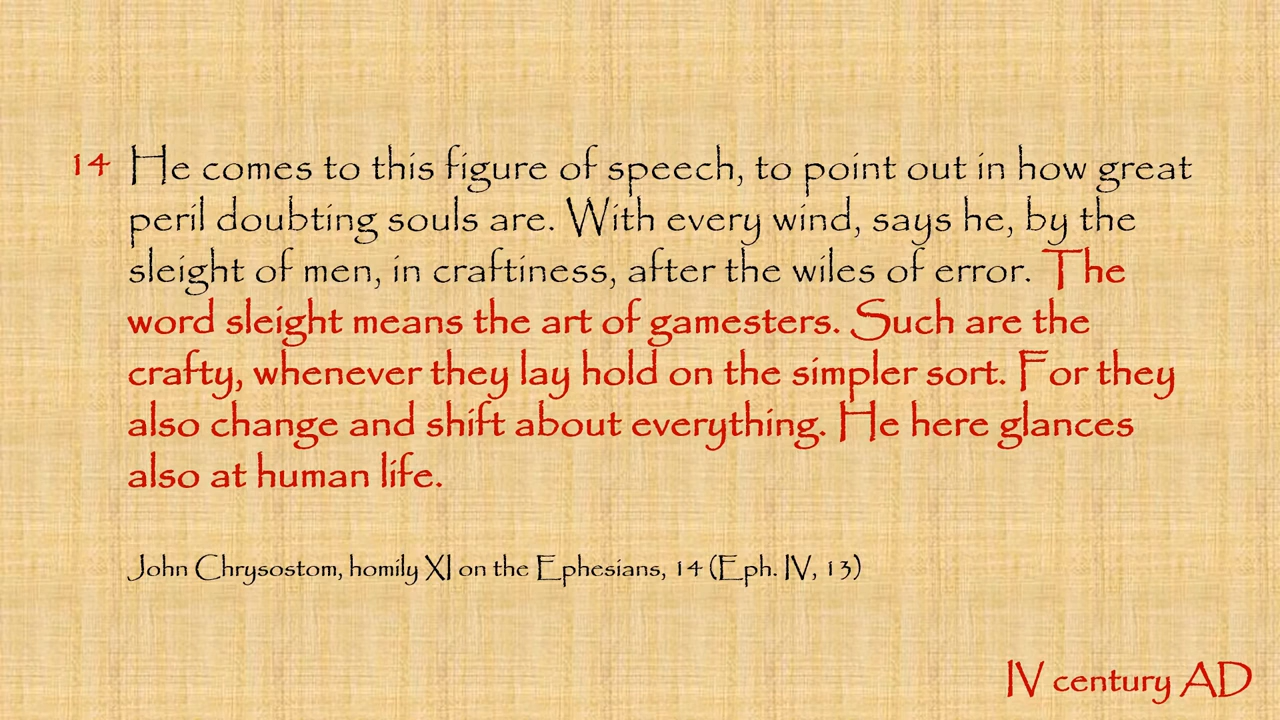 14 He comes to this figure of speech, to point out in how great
peril doubting souls are. With every wind, says he, by the
sleight of men, in craftiness, after the wiles of error. The
word sleight means the art of gamesters. Such are the
crafty, whenever they lay hold on the simpler sort. For they
also change and shift about everything. He here glances
also at human life.
John Chrysostom, homily XI on the Ephesians, 14 (Eph. IV, 13)
IV century AD